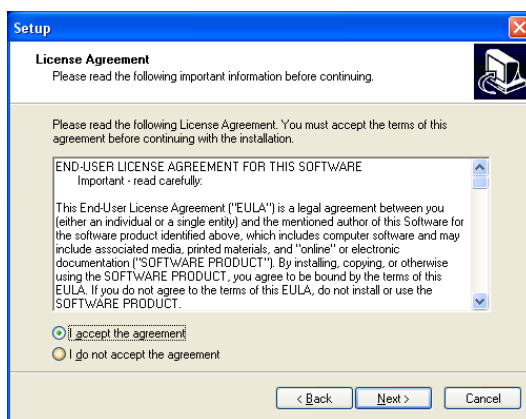 Setup
License Agreement
Please read the following important information before continuing.
Please read the following License Agreement. You must accept the terms of this
agreement before continuing with the installation.
END-USER LICENSE AGREEMENT FOR THIS SOFTWARE
Important - read carefully:
This End-User License Agreement ("EULA") is a legal agreement between you
(either an individual or a single entity) and the mentioned author of this Software for
the software product identified above, which includes computer software and may
include associated media, printed materials, and "online" or electronic
documentation ("SOFTWARE PRODUCT"). By installing, copying, or otherwise
using the SOFTWARE PRODUCT, you agree to be bound by the terms of this
EULA. If you do not agree to the terms of this EULA, do not install or use the
SOFTWARE PRODUCT.
I accept the agreement
I do not accept the agreement
< Back
Next >
Cancel